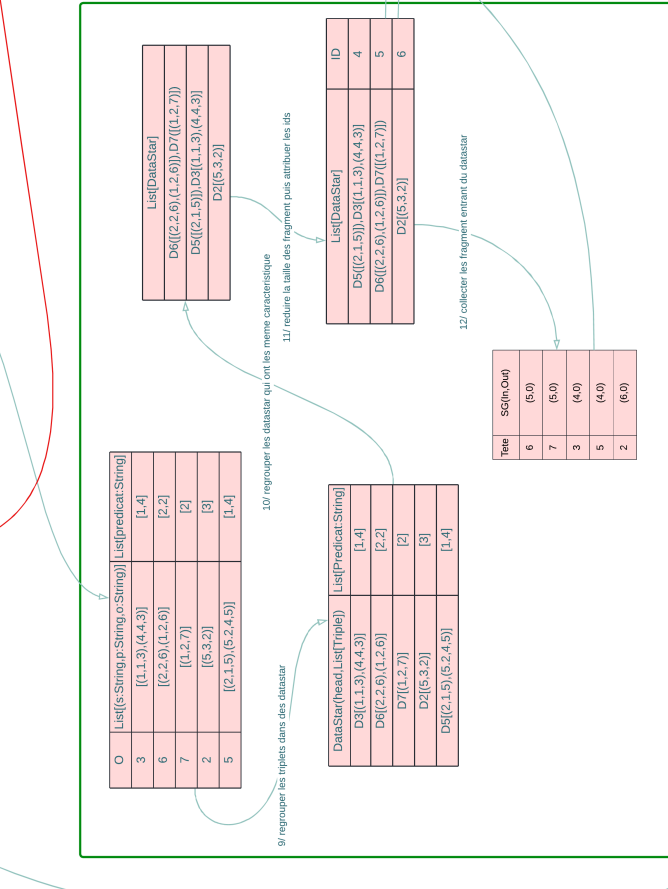 O	List[(s:String,p:String,o:String)]	List[predicat:String]
3	[(1,1,3),(4,4,3)]	[1,4]
6	[(2,2,6),(1,2,6)]	[2,2]
7	[(1,2,7)]	[2]
2	[(5,3,2)]	[3]
5	[(2,1,5),(5.2,4,5)]	[1,4]
9/ regrouper les triplets dans des datastar
DataStar(head,List[Triple])	List[Predicat:String]
D3[(1,1,3),(4,4,3)]	[1,4]
D6[(2,2,6),(1,2,6)]	[2,2]
D7[(1,2,7)]	[2]
D2[(5,3,2)]	[3]
D5[(2,1,5),(5.2,4,5)]	[1,4]
10/ regrouper les datastar qui ont les meme caracteristique
List[DataStar]
D6([(2,2,6),(1,2,6)]),D7([(1,2,7)])
D5([(2,1,5)]),D3[(1,1,3),(4,4,3)]
D2[(5,3,2)]
11/ reduire la taille des fragment puis attribuer les ids
List[DataStar]	ID
D5([(2,1,5)]),D3[(1,1,3),(4,4,3)]	4
D6([(2,2,6),(1,2,6)]),D7([(1,2,7)])	5
D2[(5,3,2)]	6
12/ collecter les fragment entrant du datastar
Tete	SG(In,Out)
6	(5,0)
7	(5,0)
3	(4,0)
5	(4,0)
2	(6,0)